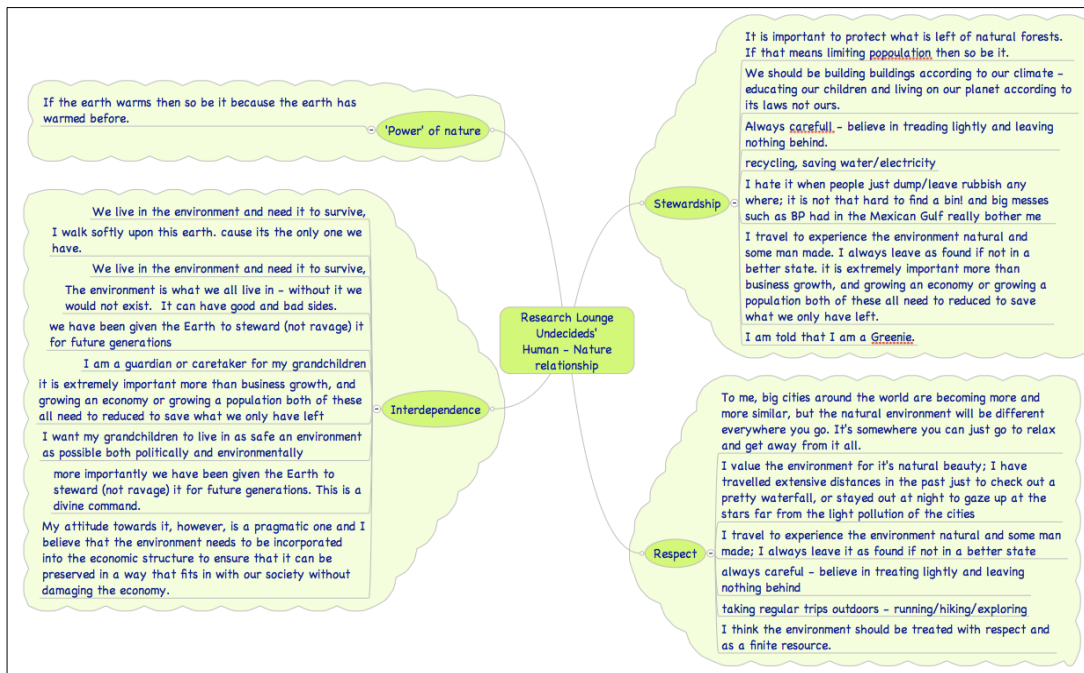 Research Lounge
Undecideds'
Human - Nature
relationship
'Power' of nature
If the earth warms then so be it because the earth has
warmed before.
Interdependence
We live in the environment and need it to survive,
I walk softly upon this earth. cause its the only one we
have.
We live in the environment and need it to survive,
The environment is what we all live in - without it we
would not exist.  It can have good and bad sides.
we have been given the Earth to steward (not ravage) it
for future generations
I am a guardian or caretaker for my grandchildren
it is extremely important more than business growth, and
growing an economy or growing a population both of these
all need to reduced to save what we only have left
I want my grandchildren to live in as safe an environment
as possible both politically and environmentally
more importantly we have been given the Earth to
steward (not ravage) it for future generations. This is a
divine command.
My attitude towards it, however, is a pragmatic one and I
believe that the environment needs to be incorporated
into the economic structure to ensure that it can be
preserved in a way that fits in with our society without
damaging the economy.
Stewardship
It is important to protect what is left of natural forests.
If that means limiting popoulation then so be it.
We should be building buildings according to our climate -
educating our children and living on our planet according to
its laws not ours.
Always carefull - believe in treading lightly and leaving
nothing behind.
recycling, saving water/electricity
I hate it when people just dump/leave rubbish any
where; it is not that hard to find a bin! and big messes
such as BP had in the Mexican Gulf really bother me
I travel to experience the environment natural and
some man made. I always leave as found if not in a
better state. it is extremely important more than
business growth, and growing an economy or growing a
population both of these all need to reduced to save
what we only have left.
I am told that I am a Greenie.
Respect
To me, big cities around the world are becoming more and
more similar, but the natural environment will be different
everywhere you go. It's somewhere you can just go to relax
and get away from it all.
I value the environment for it's natural beauty; I have
travelled extensive distances in the past just to check out a
pretty waterfall, or stayed out at night to gaze up at the
stars far from the light pollution of the cities
I travel to experience the environment natural and some man
made; I always leave it as found if not in a better state
always careful - believe in treating lightly and leaving
nothing behind
taking regular trips outdoors - running/hiking/exploring
I think the environment should be treated with respect and
as a finite resource.